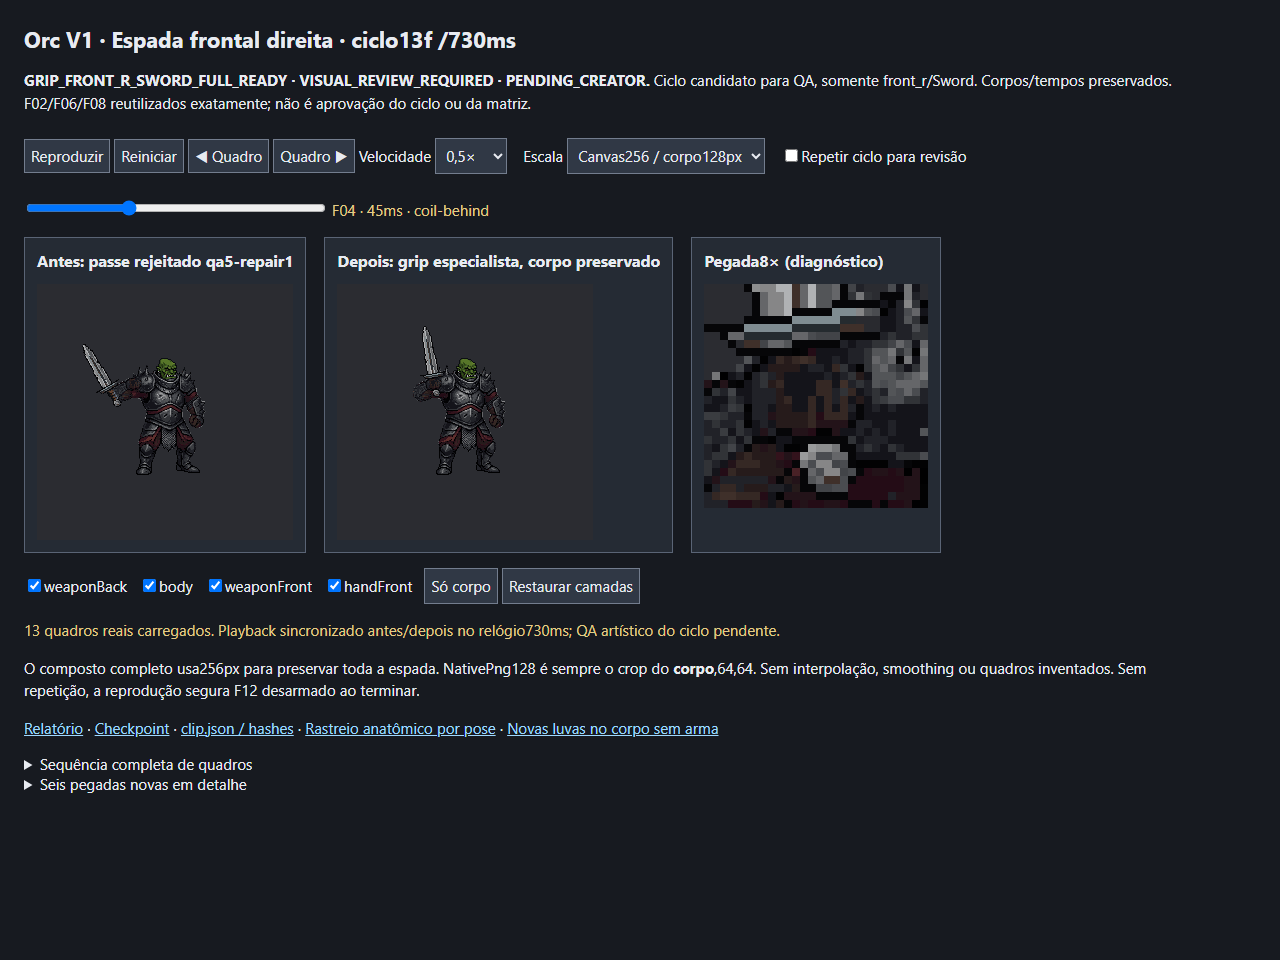 Orc V1 · Espada frontal direita · ciclo13f /730ms
GRIP_FRONT_R_SWORD_FULL_READY · VISUAL_REVIEW_REQUIRED · PENDING_CREATOR. Ciclo candidato para QA, somente front_r/Sword. Corpos/tempos preservados.
F02/F06/F08 reutilizados exatamente; não é aprovação do ciclo ou da matriz.
Reproduzir Reiniciar ◀ Quadro Quadro ▶ Velocidade 0,5× Escala Canvas256 / corpo128px Repetir ciclo para revisão
F04 · 45ms · coil-behind
Antes: passe rejeitado qa5-repair1
Depois: grip especialista, corpo preservado
Pegada8× (diagnóstico)
weaponBack body weaponFront handFront Só corpo Restaurar camadas
13 quadros reais carregados. Playback sincronizado antes/depois no relógio730ms; QA artístico do ciclo pendente.
O composto completo usa256px para preservar toda a espada. NativePng128 é sempre o crop do corpo,64,64. Sem interpolação, smoothing ou quadros inventados. Sem
repetição, a reprodução segura F12 desarmado ao terminar.
Relatório · Checkpoint · clip.json / hashes · Rastreio anatômico por pose · Novas luvas no corpo sem arma
▶ Sequência completa de quadros
▶ Seis pegadas novas em detalhe